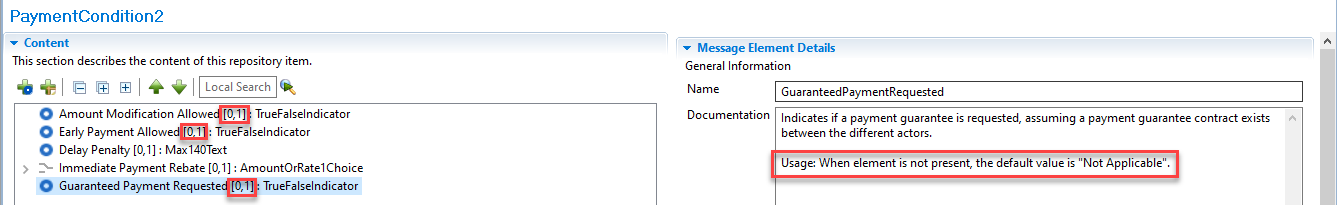 PaymentCondition2
Content
This section describes the content of this repository item.
Local Search
Amount Modification Allowed [0,1] : TrueFalseIndicator
Early Payment Allowed [0,1] : TrueFalseIndicator
Delay Penalty [0,1] : Max140Text
Immediate Payment Rebate [0,1] : AmountOrRate1Choice
Guaranteed Payment Requested [0,1] : TrueFalseIndicator
Message Element Details
General Information
Name
GuaranteedPaymentRequested
Documentation
Indicates if a payment guarantee is requested, assuming a payment guarantee contract exists
between the different actors.
Usage: When element is not present, the default value is "Not Applicable".